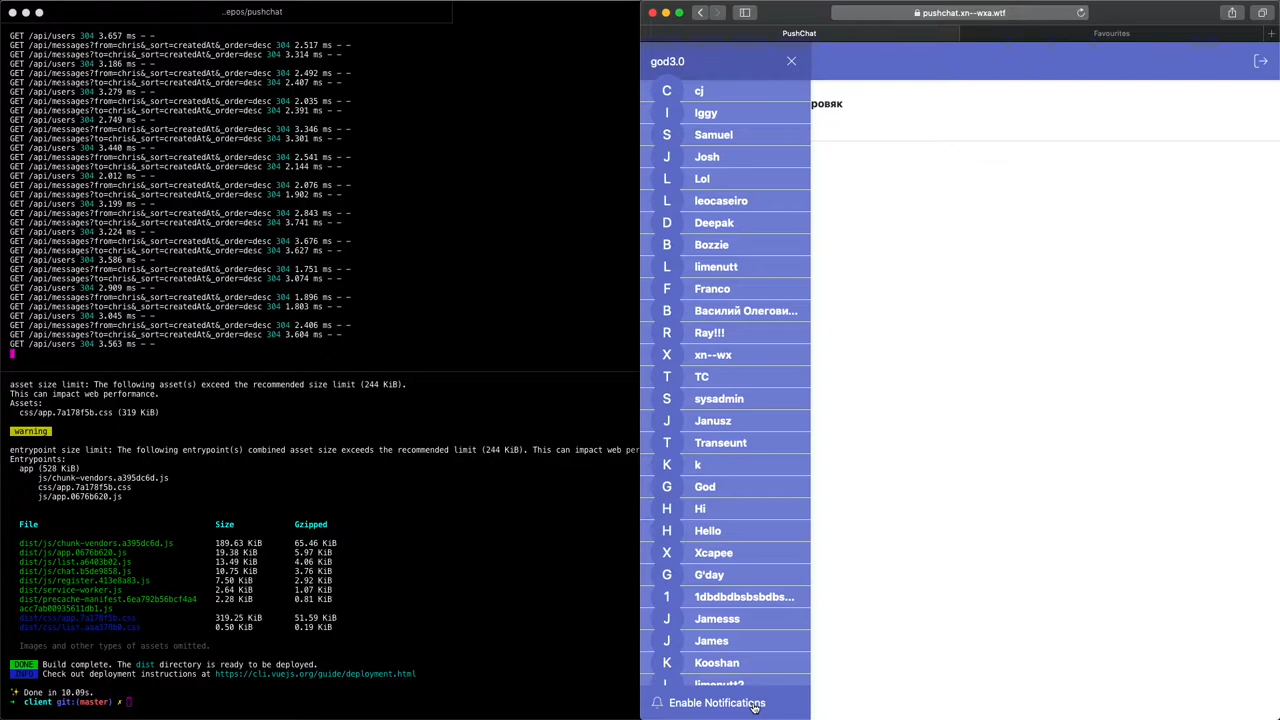 ..epos/pushchat
GET /api/users 304 3.657 ms - -
GET /api/messages?from=chris&_sort=createdAt&_order=desc 304 2.517 ms - -
GET /api/messages?to=chris&_sort=createdAt&_order=desc 304 3.314 ms - -
GET /api/users 304 3.186 ms - -
GET /api/messages?from=chris&_sort=createdAt&_order=desc 304 2.492 ms - -
GET /api/messages?to=chris&_sort=createdAt&_order=desc 304 2.407 ms - -
GET /api/users 304 3.279 ms - -
GET /api/messages?from=chris&_sort=createdAt&_order=desc 304 2.035 ms - -
GET /api/messages?to=chris&_sort=createdAt&_order=desc 304 2.391 ms - -
GET /api/users 304 2.749 ms - -
GET /api/messages?from=chris&_sort=createdAt&_order=desc 304 3.346 ms - -
GET /api/messages?to=chris&_sort=createdAt&_order=desc 304 3.301 ms - -
GET /api/users 304 3.440 ms - -
GET /api/messages?from=chris&_sort=createdAt&_order=desc 304 2.541 ms - -
GET /api/messages?to=chris&_sort=createdAt&_order=desc 304 2.144 ms - -
GET /api/users 304 2.012 ms - -
GET /api/messages?from=chris&_sort=createdAt&_order=desc 304 2.076 ms - -
GET /api/messages?to=chris&_sort=createdAt&_order=desc 304 1.902 ms - -
GET /api/users 304 3.199 ms - -
GET /api/messages?from=chris&_sort=createdAt&_order=desc 304 2.843 ms - -
GET /api/messages?to=chris&_sort=createdAt&_order=desc 304 3.741 ms - -
GET /api/users 304 3.224 ms - -
GET /api/messages?from=chris&_sort=createdAt&_order=desc 304 3.676 ms - -
GET /api/messages?to=chris&_sort=createdAt&_order=desc 304 3.627 ms - -
GET /api/users 304 3.586 ms - -
GET /api/messages?from=chris&_sort=createdAt&_order=desc 304 1.751 ms - -
GET /api/messages?to=chris&_sort=createdAt&_order=desc 304 3.074 ms - -
GET /api/users 304 2.909 ms - -
GET /api/messages?from=chris&_sort=createdAt&_order=desc 304 1.896 ms - -
GET /api/messages?to=chris&_sort=createdAt&_order=desc 304 1.803 ms - -
GET /api/users 304 3.045 ms - -
GET /api/messages?from=chris&_sort=createdAt&_order=desc 304 2.406 ms - -
GET /api/messages?to=chris&_sort=createdAt&_order=desc 304 3.604 ms - -
GET /api/users 304 3.563 ms - -
asset size limit: The following asset(s) exceed the recommended size limit (244 KiB).
This can impact web performance.
Assets:
css/app.7a178f5b.css (319 KiB)
warning
entrypoint size limit: The following entrypoint(s) combined asset size exceeds the recommended limit (244 KiB). This can impact web per
Entrypoints:
app (528 KiB)
js/chunk-vendors.a395dc6d.js
css/app.7a178f5b.css
js/app.0676b620.js
File Size Gzipped
dist/js/chunk-vendors.a395dc6d.js 189.63 KiB 65.46 KiB
dist/js/app.0676b620.js 19.38 KiB 5.97 KiB
dist/js/list.a6403b02.js 13.49 KiB 4.06 KiB
dist/js/chat.b5de9858.js 10.75 KiB 3.76 KiB
dist/js/register.413e8a83.js 7.50 KiB 2.92 KiB
dist/service-worker.js 2.64 KiB 1.07 KiB
dist/precache-manifest.6ea792b56bcf4a4 2.28 KiB 0.81 KiB
acc7ab00935611db1.js
dist/css/app.7a178f5b.css 319.25 KiB 51.59 KiB
0.50 KiB 0.19 KiB
Images and other types of assets omitted.
DONE Build complete. The dist directory is ready to be deployed.
INFO Check out deployment instructions at https://cli.vuejs.org/guide/deployment.html
✨ Done in 10.09s.
→ client git:(master) ✗
pushchat.xn--wxa.wtf
PushChat
Favourites
god3.0
ровяк
C cj
I Iggy
S Samuel
J Josh
L Lol
L leocaseiro
D Deepak
B Bozzie
L limenutt
F Franco
В Василий Олегови...
R Ray!!!
X xn--wx
T TC
S sysadmin
J Janusz
T Transeunt
K k
G God
H Hi
H Hello
X Xcapee
G G'day
1 1dbdbdbsbsbdbs...
J Jamesss
J James
K Kooshan
L limenutt2
Enable Notifications